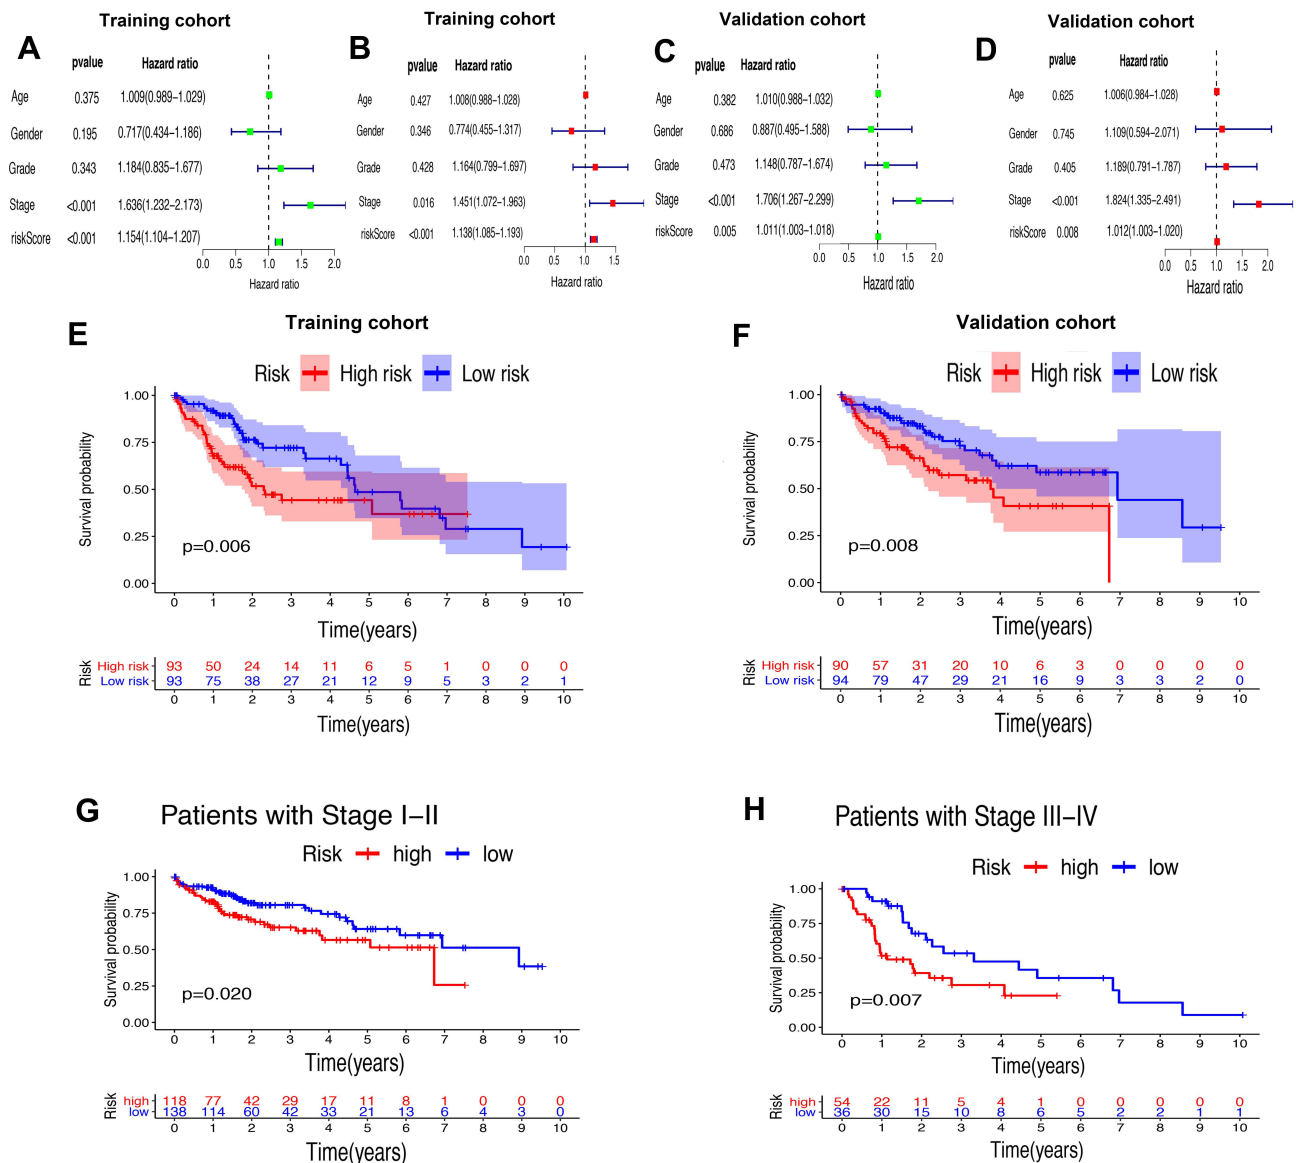 Training cohort
Training cohort
Validation cohort
Validation cohort
A
pvalue Hazard ratio
Age 0.375 1.009(0.989–1.029)
Gender 0.195 0.717(0.434–1.186)
Grade 0.343 1.184(0.835–1.677)
Stage <0.001 1.636(1.232–2.173)
riskScore <0.001 1.154(1.104–1.207)
0.0 0.5 1.0 1.5 2.0
Hazard ratio
B
pvalue Hazard ratio
Age 0.427 1.008(0.988–1.028)
Gender 0.346 0.774(0.455–1.317)
Grade 0.428 1.164(0.799–1.697)
Stage 0.016 1.451(1.072–1.963)
riskScore <0.001 1.138(1.085–1.193)
0.0 0.5 1.0 1.5
Hazard ratio
C
pvalue Hazard ratio
Age 0.382 1.010(0.988–1.032)
Gender 0.686 0.887(0.495–1.588)
Grade 0.473 1.148(0.787–1.674)
Stage <0.001 1.706(1.267–2.299)
riskScore 0.005 1.011(1.003–1.018)
0.0 0.5 1.0 1.5 2.0
Hazard ratio
D
pvalue Hazard ratio
Age 0.625 1.006(0.984–1.028)
Gender 0.745 1.109(0.594–2.071)
Grade 0.405 1.189(0.791–1.787)
Stage <0.001 1.824(1.335–2.491)
riskScore 0.008 1.012(1.003–1.020)
0.0 0.5 1.0 1.5 2.0
Hazard ratio
E
Training cohort
Risk High risk Low risk
Survival probability
1.00
0.75
0.50
0.25
0.00
p=0.006
0 1 2 3 4 5 6 7 8 9 10
Time(years)
Risk
High risk 93 50 24 14 11 6 5 1 0 0 0
Low risk 93 75 38 27 21 12 9 5 3 2 1
0 1 2 3 4 5 6 7 8 9 10
Time(years)
F
Validation cohort
Risk High risk Low risk
Survival probability
1.00
0.75
0.50
0.25
0.00
p=0.008
0 1 2 3 4 5 6 7 8 9 10
Time(years)
Risk
High risk 90 57 31 20 10 6 3 0 0 0 0
Low risk 94 79 47 29 21 16 9 3 3 2 0
0 1 2 3 4 5 6 7 8 9 10
Time(years)
G
Patients with Stage I–II
Risk high low
Survival probability
1.00
0.75
0.50
0.25
0.00
p=0.020
0 1 2 3 4 5 6 7 8 9 10
Time(years)
Risk
high 118 77 42 29 17 11 8 1 0 0 0
low 138 114 60 42 33 21 13 6 4 3 0
0 1 2 3 4 5 6 7 8 9 10
Time(years)
H
Patients with Stage III–IV
Risk high low
Survival probability
1.00
0.75
0.50
0.25
0.00
p=0.007
0 1 2 3 4 5 6 7 8 9 10
Time(years)
Risk
high 54 22 11 5 4 1 0 0 0 0 0
low 36 30 15 10 8 6 5 2 2 1 1
0 1 2 3 4 5 6 7 8 9 10
Time(years)